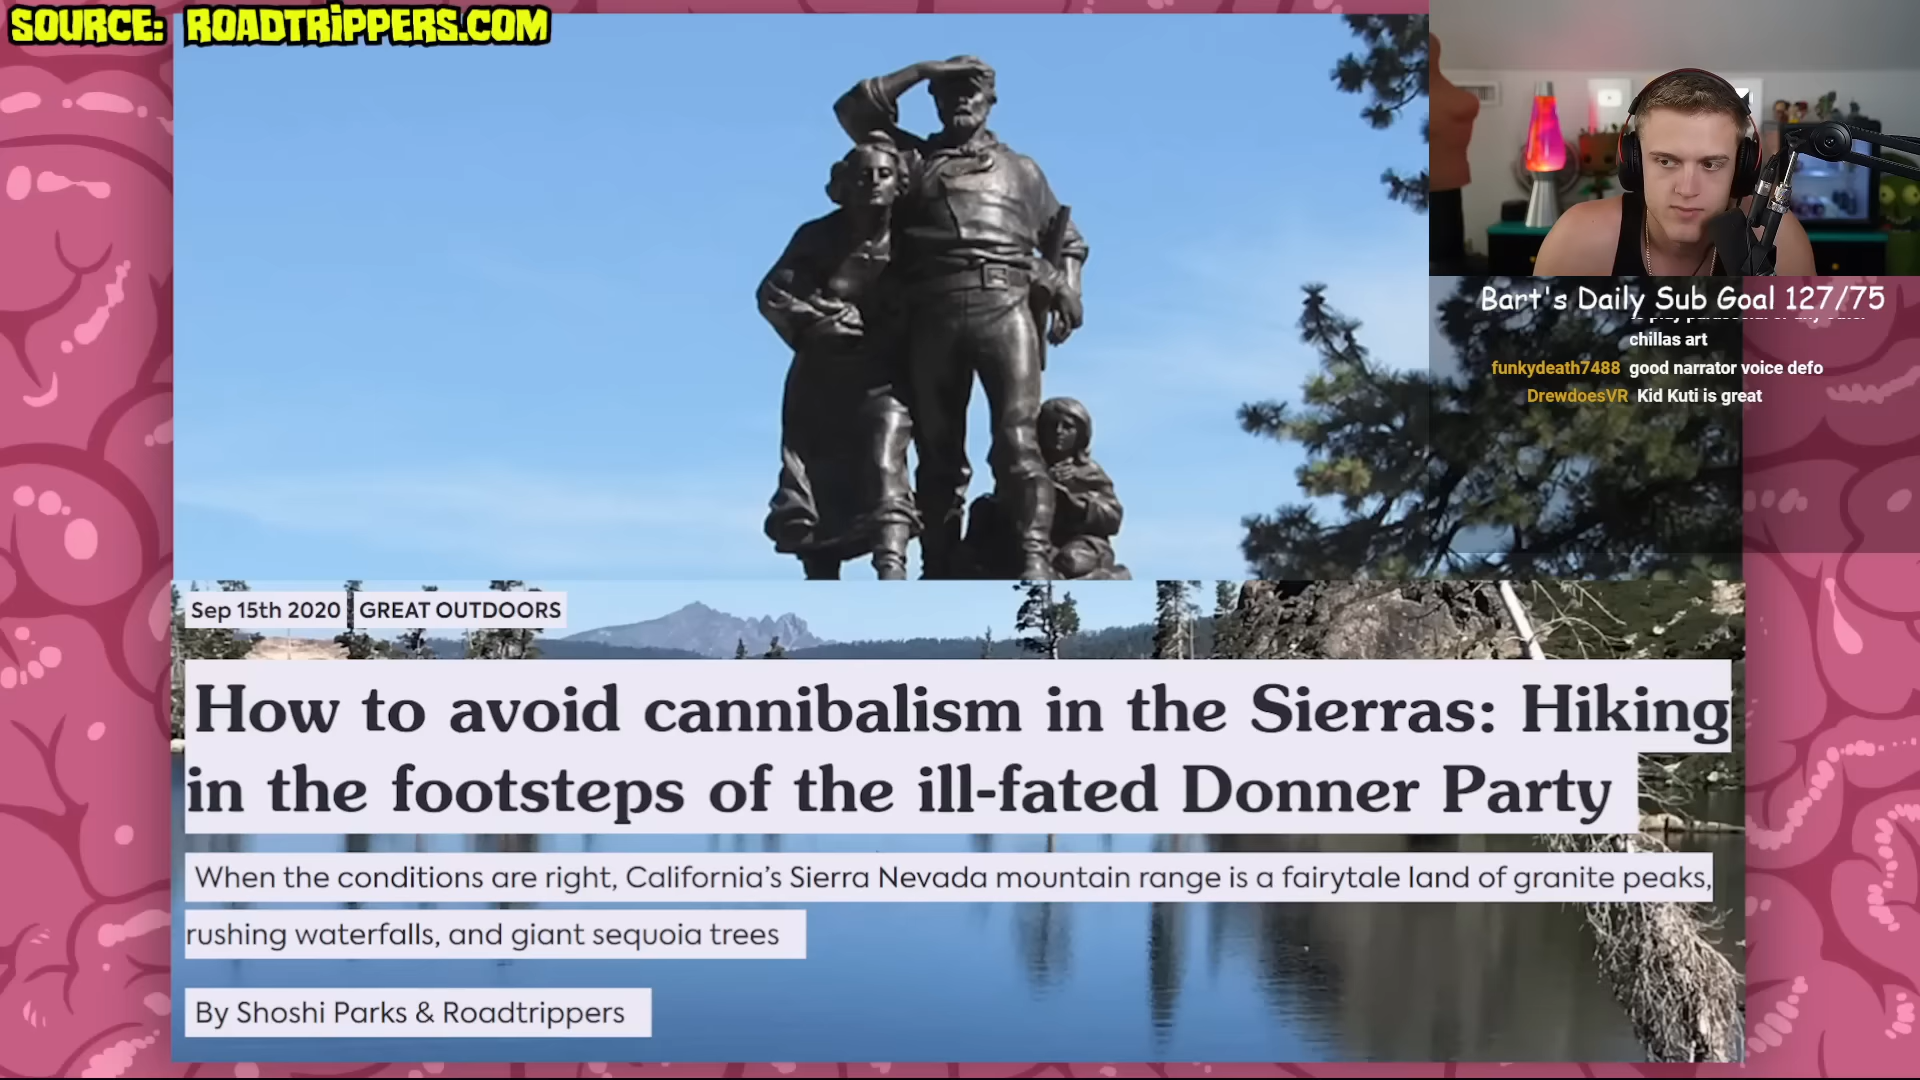 SOURCE: ROADTRIPPERS.COM
Bart's Daily Sub Goal 127/75
chillas art
funkydeath7488 good narrator voice defo
DrewdoesVR Kid Kuti is great
Sep 15th 2020 GREAT OUTDOORS
How to avoid cannibalism in the Sierras: Hiking
in the footsteps of the ill-fated Donner Party
When the conditions are right, California's Sierra Nevada mountain range is a fairytale land of granite peaks,
rushing waterfalls, and giant sequoia trees
By Shoshi Parks & Roadtrippers